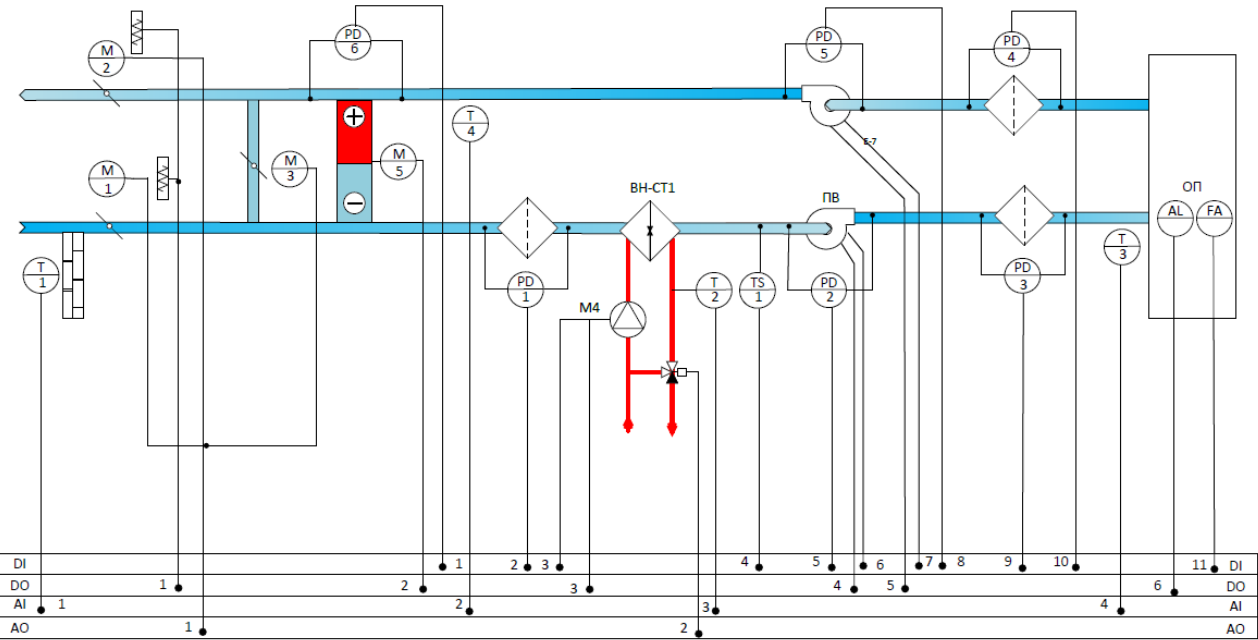 M
2
PD
6
PD
5
PD
4
T
4
Е-7
M
3
M
5
M
1
ВН-СТ1
ПВ
ОП
AL
FA
T
1
PD
1
T
2
TS
1
PD
2
PD
3
T
3
М4
DI 1 2 3 4 5 6 7 8 9 10 11 DI
DO 1 2 3 4 5 6 DO
AI 1 2 3 4 AI
AO 1 2 AO